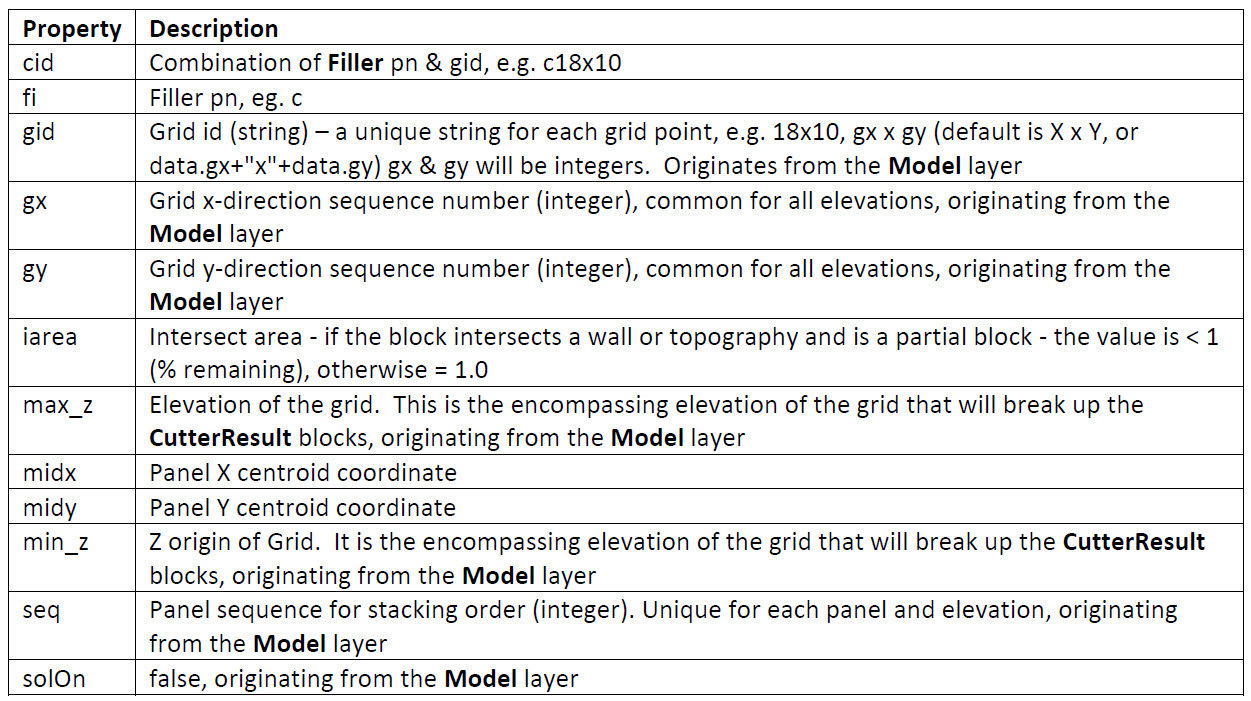 Property Description
cid Combination of Filler pn & gid, e.g. c18x10
fi Filler pn, eg. c
gid Grid id (string) – a unique string for each grid point, e.g. 18x10, gx x gy (default is X x Y, or
data.gx+"x"+data.gy) gx & gy will be integers.  Originates from the Model layer
gx Grid x-direction sequence number (integer), common for all elevations, originating from the
Model layer
gy Grid y-direction sequence number (integer), common for all elevations, originating from the
Model layer
iarea Intersect area - if the block intersects a wall or topography and is a partial block - the value is < 1
(% remaining), otherwise = 1.0
max_z Elevation of the grid.  This is the encompassing elevation of the grid that will break up the
CutterResult blocks, originating from the Model layer
midx Panel X centroid coordinate
midy Panel Y centroid coordinate
min_z Z origin of Grid.  It is the encompassing elevation of the grid that will break up the CutterResult
blocks, originating from the Model layer
seq Panel sequence for stacking order (integer). Unique for each panel and elevation, originating
from the Model layer
solOn false, originating from the Model layer